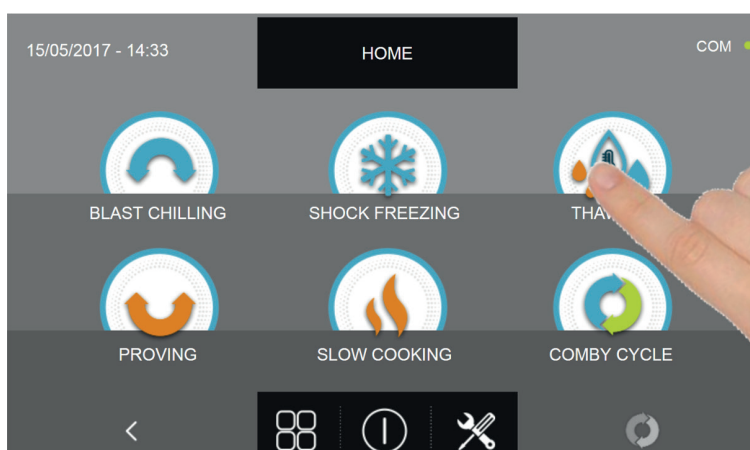 15/05/2017 - 14:33
HOME
COM
BLAST CHILLING
SHOCK FREEZING
PROVING
SLOW COOKING
COMBY CYCLE